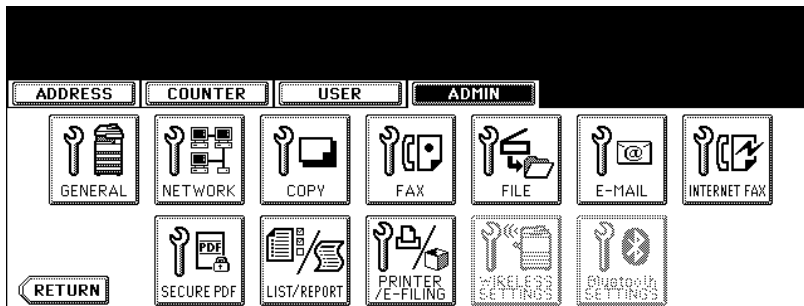 ADDRESS COUNTER USER ADMIN
GENERAL NETWORK COPY FAX FILE E-MAIL INTERNET FAX
@
PDF
SECURE PDF LIST/REPORT PRINTER /E-FILING WIRELESS SETTINGS Bluetooth SETTINGS
RETURN